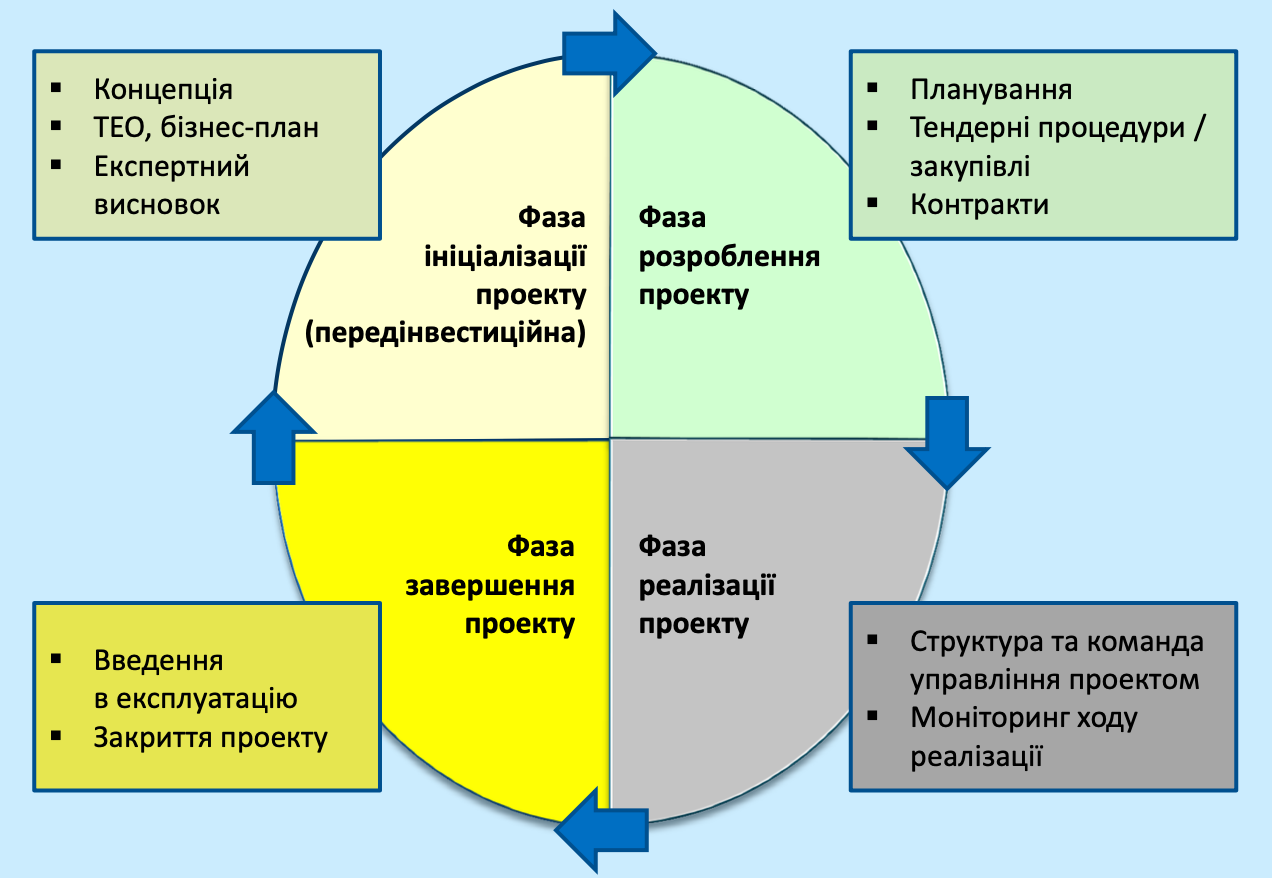 ▪ Концепція
▪ ТЕО, бізнес-план
▪ Експертний
висновок
▪ Планування
▪ Тендерні процедури /
закупівлі
▪ Контракти
Фаза
ініціалізації
проекту
(передінвестиційна)
Фаза
розроблення
проекту
Фаза
завершення
проекту
Фаза
реалізації
проекту
▪ Введення
в експлуатацію
▪ Закриття проекту
▪ Структура та команда
управління проектом
▪ Моніторинг ходу
реалізації